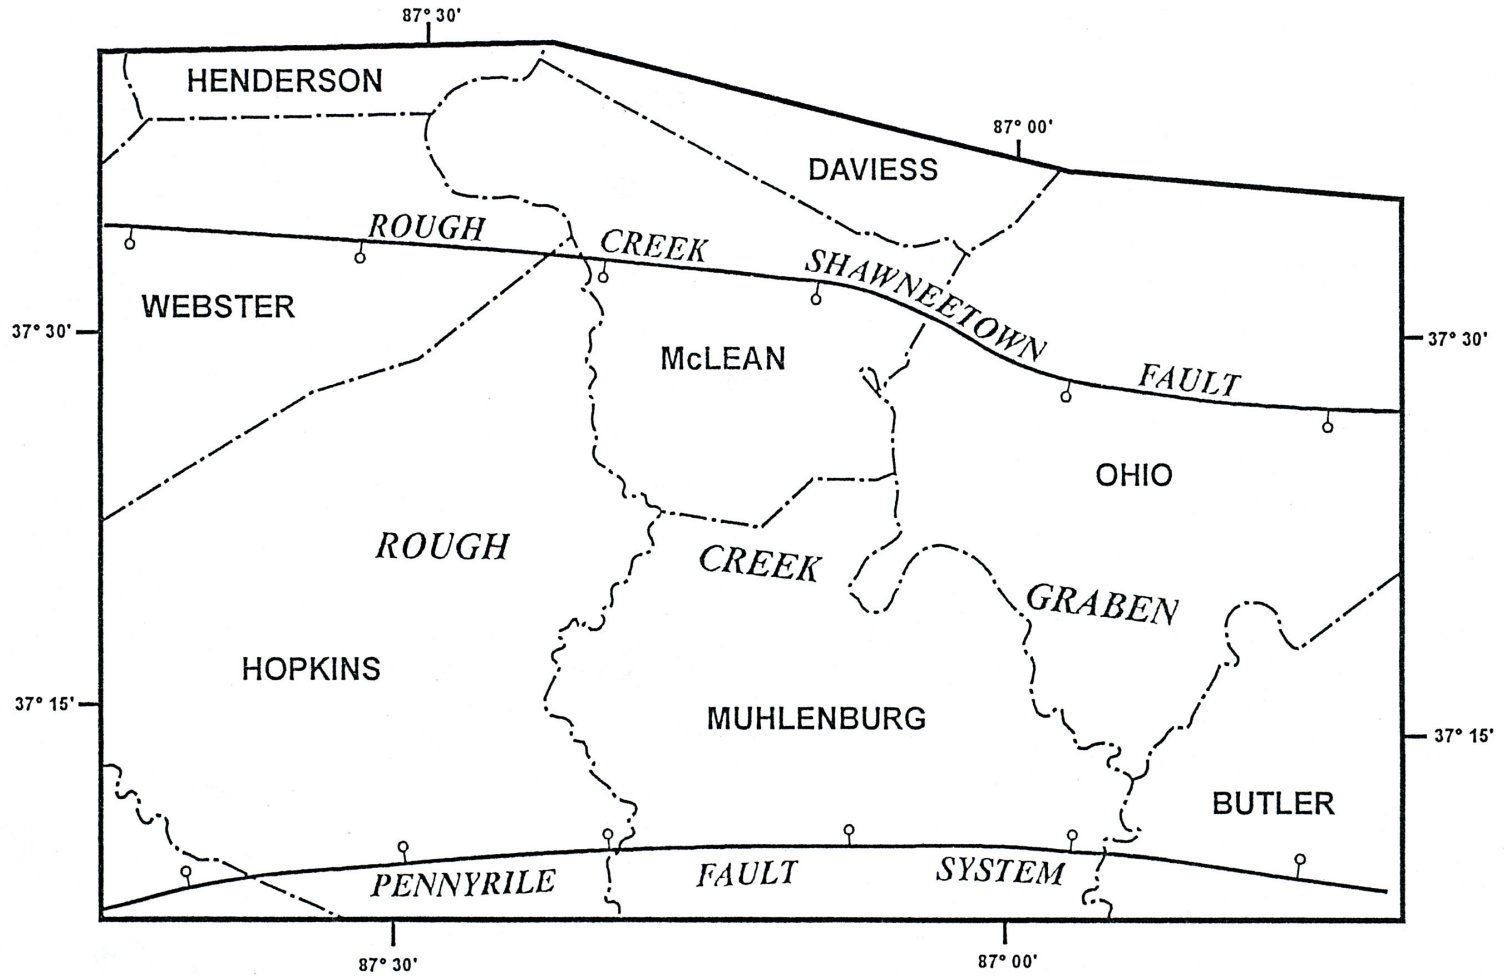 87° 30'
HENDERSON
87° 00'
DAVIESS
ROUGH CREEK SHAWNEETOWN FAULT
WEBSTER
37° 30'
37° 30'
McLEAN
OHIO
ROUGH CREEK GRABEN
HOPKINS
37° 15'
MUHLENBURG
37° 15'
BUTLER
PENNYRILE FAULT SYSTEM
87° 30'
87° 00'